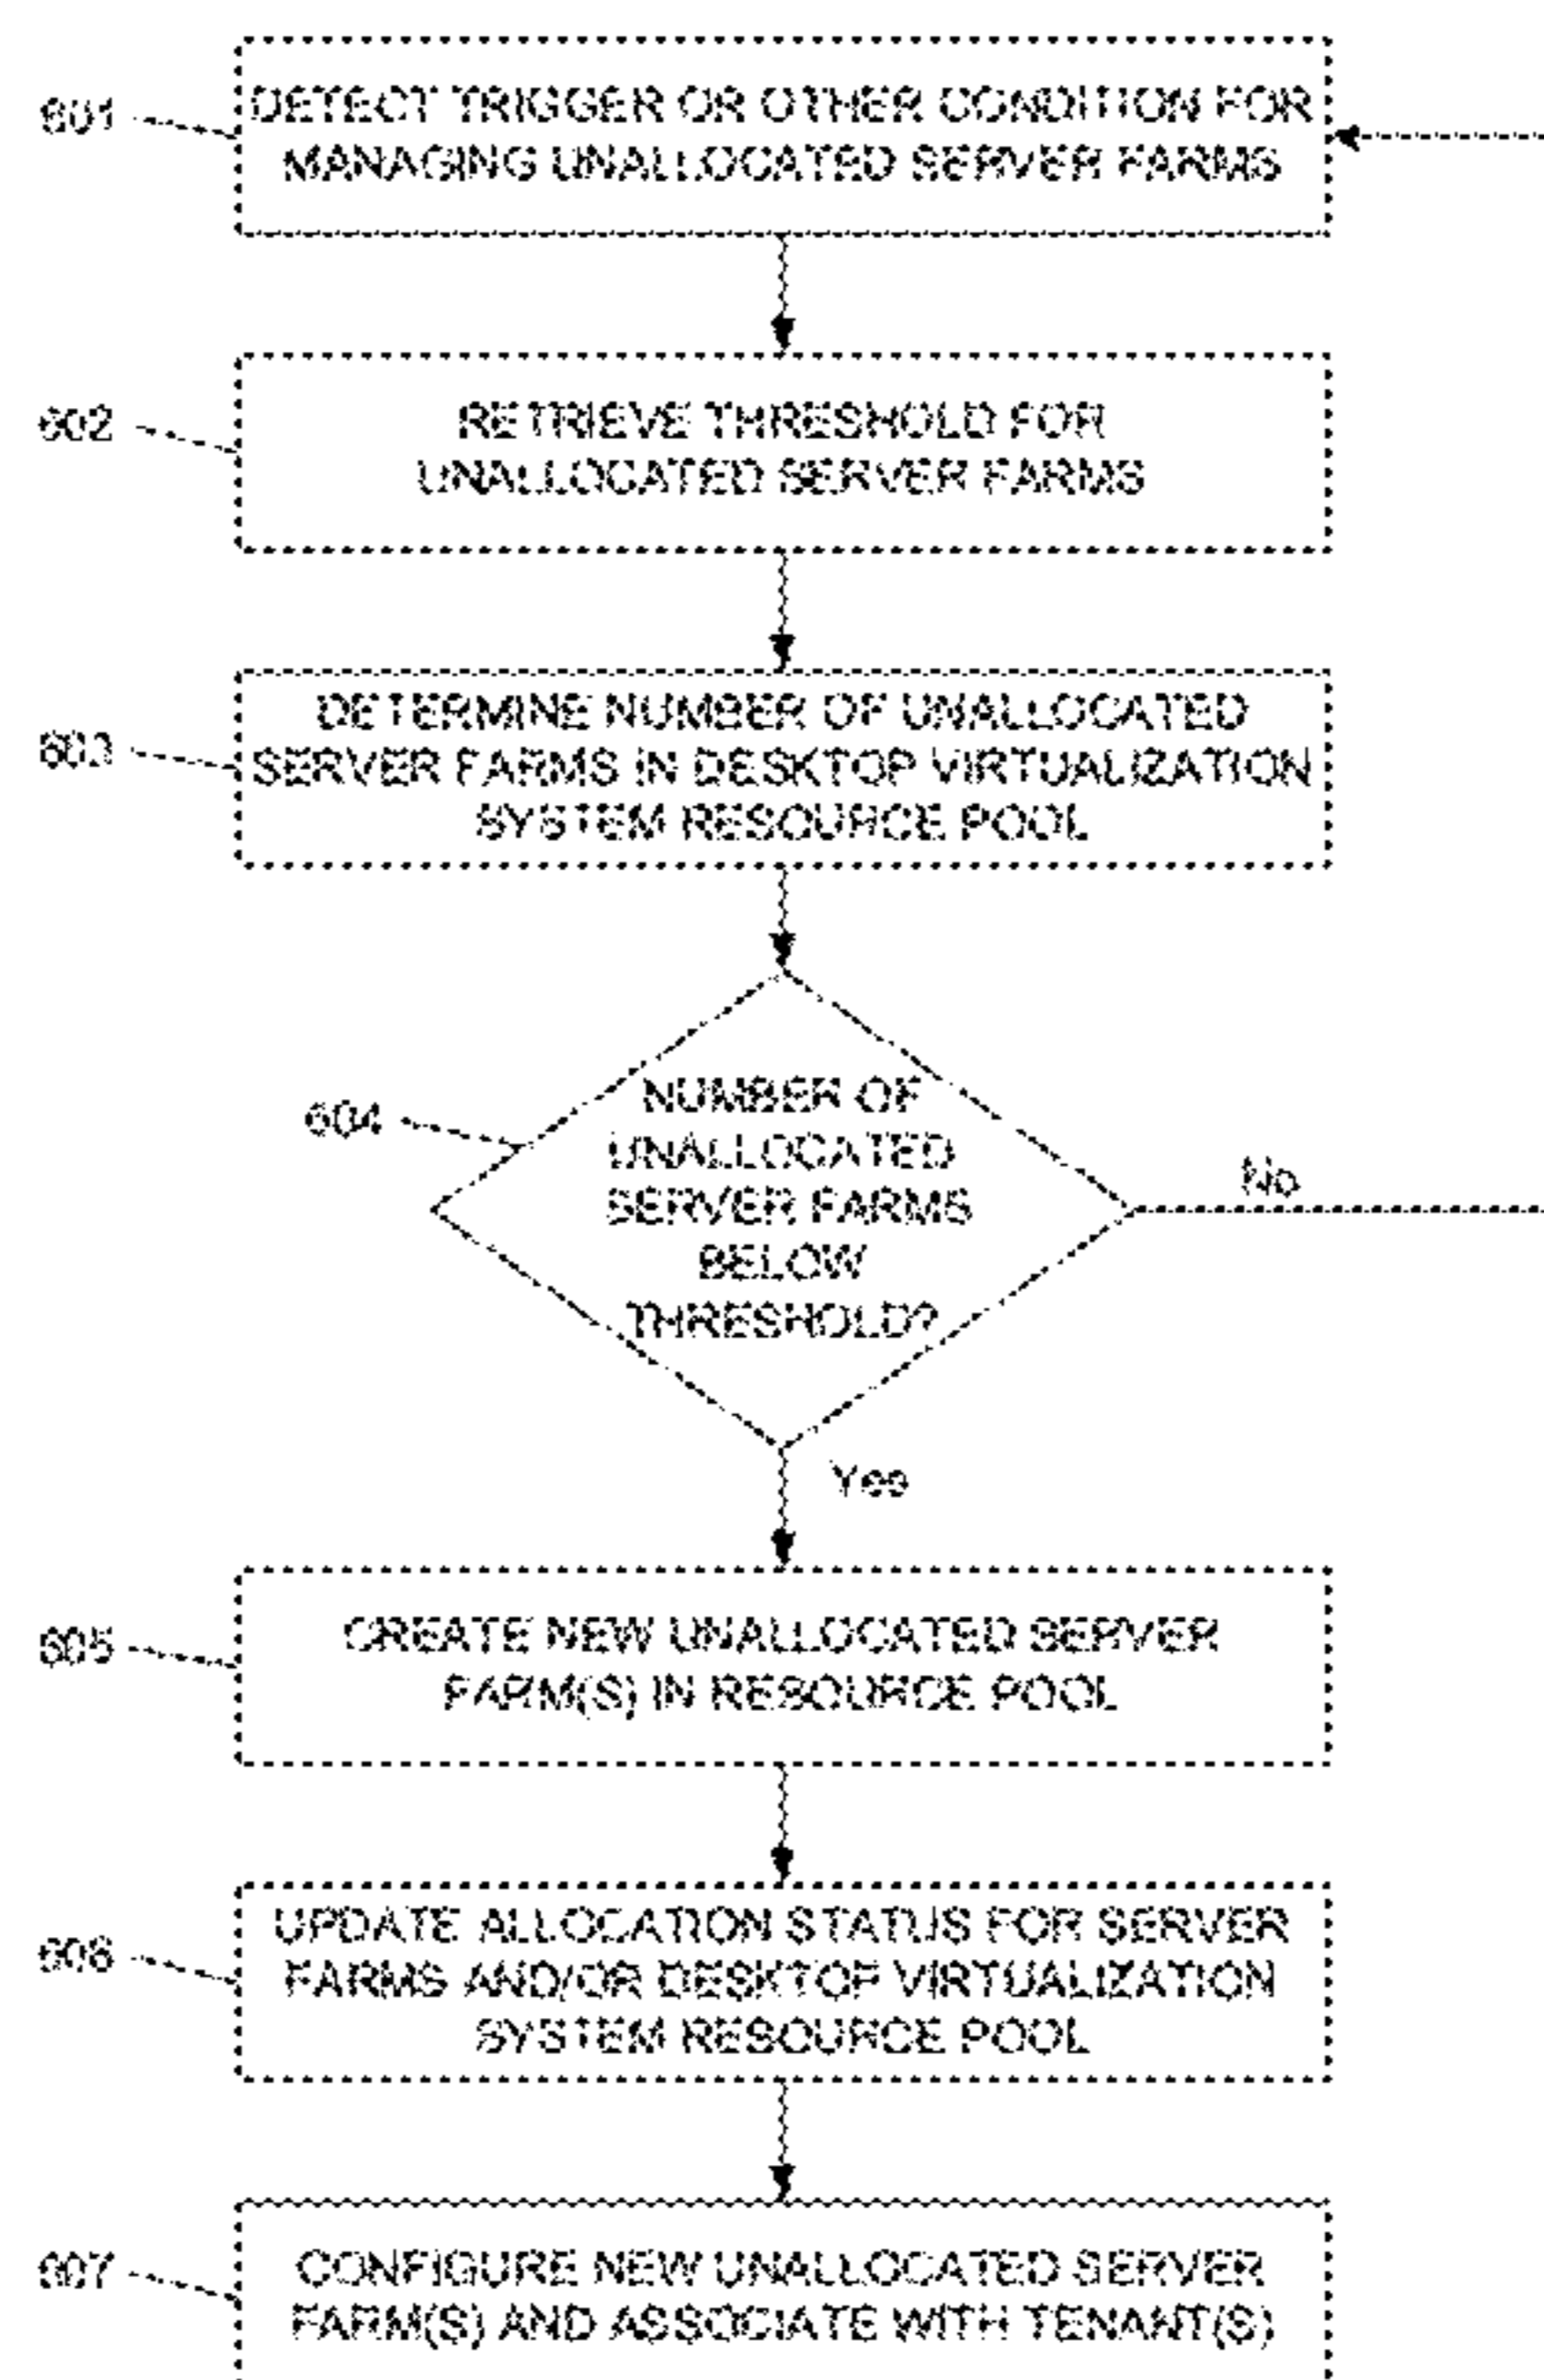 601
DETECT TRIGGER OR OTHER CONDITION FOR
MANAGING UNALLOCATED SERVER FARMS
602
RETRIEVE THRESHOLD FOR
UNALLOCATED SERVER FARMS
603
DETERMINE NUMBER OF UNALLOCATED
SERVER FARMS IN DESKTOP VIRTUALIZATION
SYSTEM RESOURCE POOL
604
NUMBER OF
UNALLOCATED
SERVER FARMS
BELOW
THRESHOLD?
No
Yes
605
CREATE NEW UNALLOCATED SERVER
FARM(S) IN RESOURCE POOL
606
UPDATE ALLOCATION STATUS FOR SERVER
FARMS AND/OR DESKTOP VIRTUALIZATION
SYSTEM RESOURCE POOL
607
CONFIGURE NEW UNALLOCATED SERVER
FARM(S) AND ASSOCIATE WITH TENANT(S)